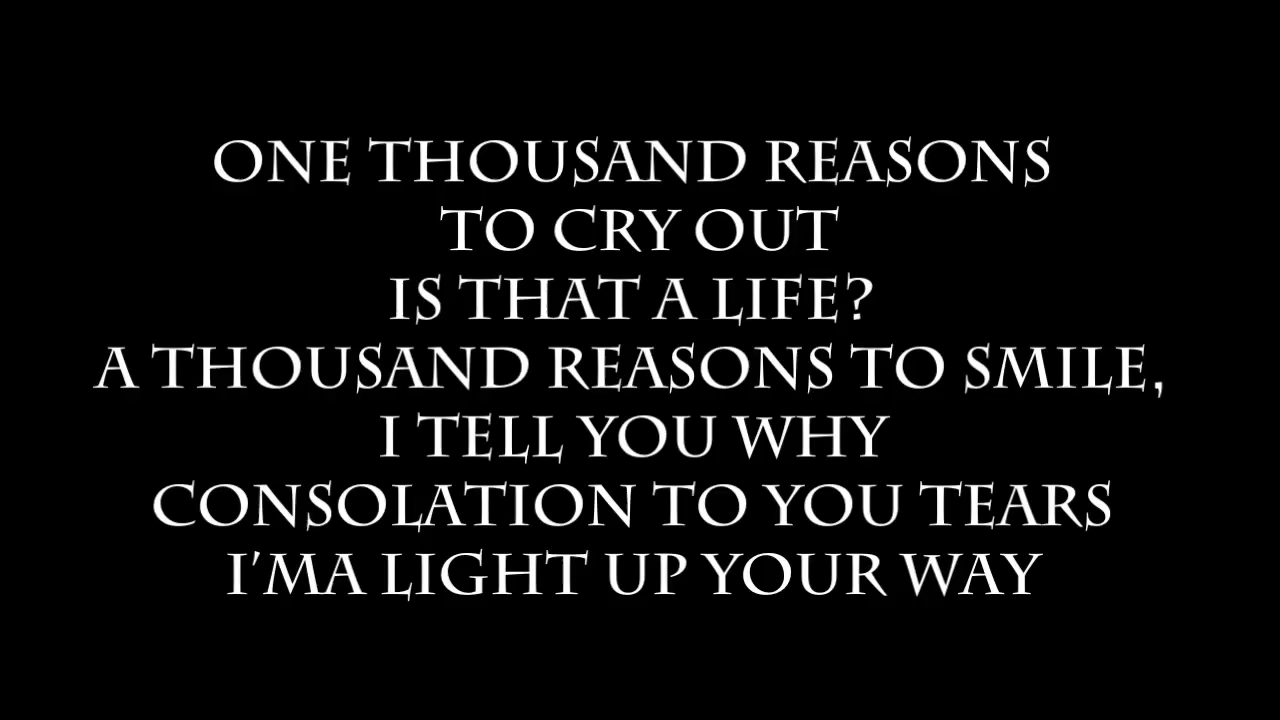 ONE THOUSAND REASONS
TO CRY OUT
IS THAT A LIFE?
A THOUSAND REASONS TO SMILE,
I TELL YOU WHY
CONSOLATION TO YOU TEARS
I'MA LIGHT UP YOUR WAY